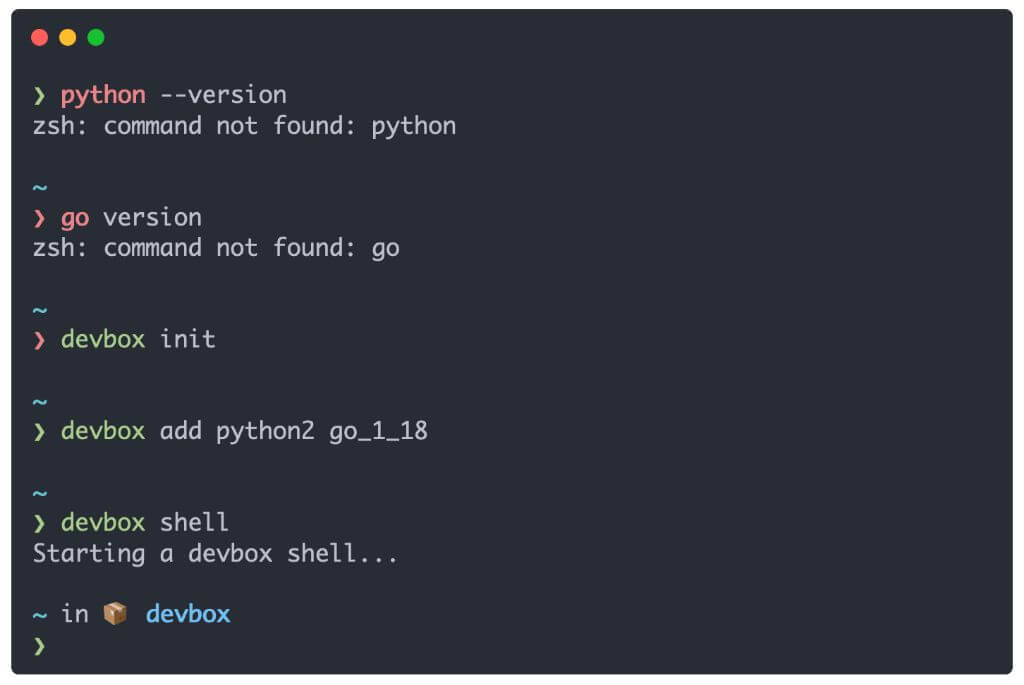 ❯ python --version
zsh: command not found: python
~
❯ go version
zsh: command not found: go
~
❯ devbox init
~
❯ devbox add python2 go_1_18
~
❯ devbox shell
Starting a devbox shell...
~ in 📦 devbox
❯